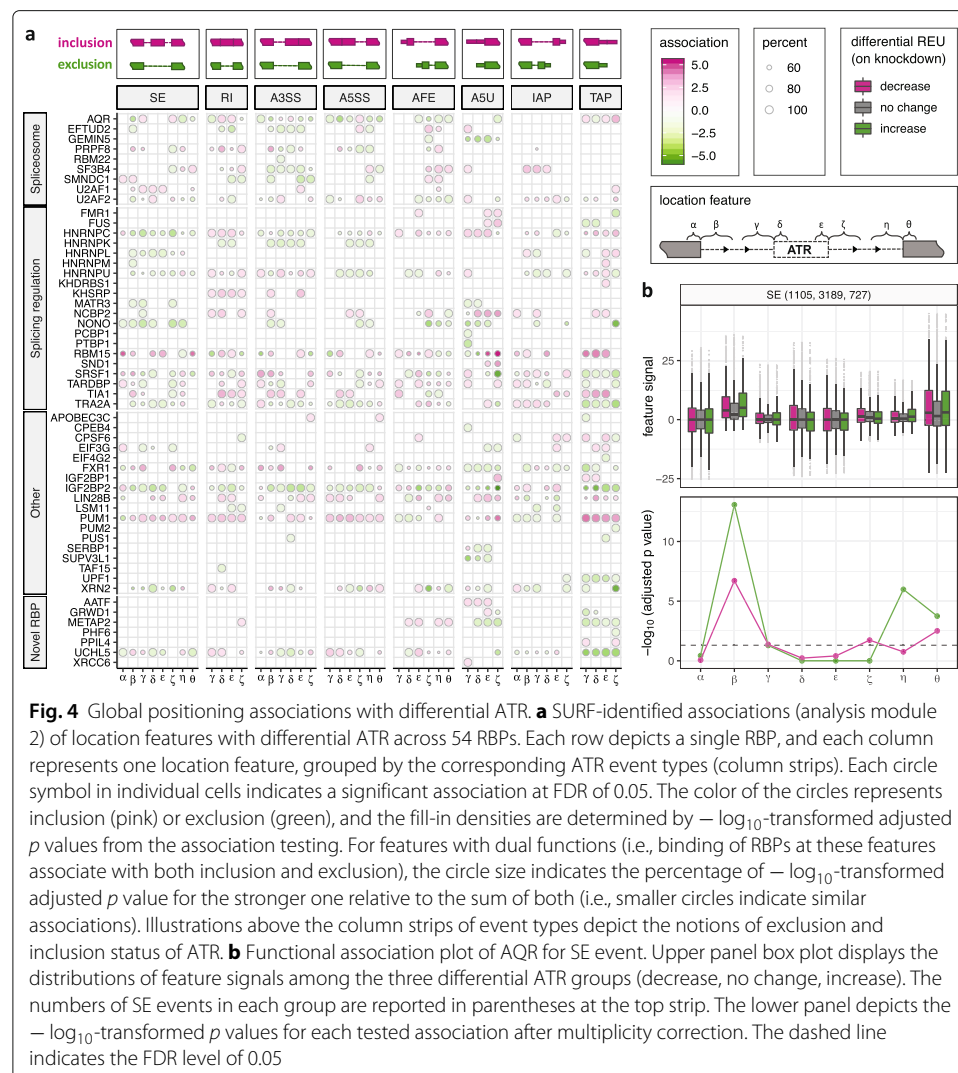 a
inclusion
exclusion
SE RI A3SS A5SS AFE A5U IAP TAP
association
5.0
2.5
0.0
−2.5
−5.0
percent
60
80
100
differential REU
(on knockdown)
decrease
no change
increase
location feature
α β γ δ ε ζ η θ
ATR
Spliceosome
AQR
EFTUD2
GEMIN5
PRPF8
RBM22
SF3B4
SMNDC1
U2AF1
U2AF2
Splicing regulation
FMR1
FUS
HNRNPC
HNRNPK
HNRNPL
HNRNPM
HNRNPU
KHDRBS1
KHSRP
MATR3
NCBP2
NONO
PCBP1
PTBP1
RBM15
SND1
SRSF1
TARDBP
TIA1
TRA2A
Other
APOBEC3C
CPEB4
CPSF6
EIF3G
EIF4G2
FXR1
IGF2BP1
IGF2BP2
LIN28B
LSM11
PUM1
PUM2
PUS1
SERBP1
SUPV3L1
TAF15
UPF1
XRN2
Novel RBP
AATF
GRWD1
METAP2
PHF6
PPIL4
UCHL5
XRCC6
α β γ δ ε ζ η θ γ δ ε ζ α β γ δ ε ζ α β γ δ ε ζ
b
SE (1105, 3189, 727)
feature signal
25
0
−25
−log10 (adjusted p value)
10
5
0
α β γ δ ε ζ η θ
Fig. 4 Global positioning associations with differential ATR. a SURF-identified associations (analysis module
2) of location features with differential ATR across 54 RBPs. Each row depicts a single RBP, and each column
represents one location feature, grouped by the corresponding ATR event types (column strips). Each circle
symbol in individual cells indicates a significant association at FDR of 0.05. The color of the circles represents
inclusion (pink) or exclusion (green), and the fill-in densities are determined by − log10-transformed adjusted
p values from the association testing. For features with dual functions (i.e., binding of RBPs at these features
associate with both inclusion and exclusion), the circle size indicates the percentage of − log10-transformed
adjusted p value for the stronger one relative to the sum of both (i.e., smaller circles indicate similar
associations). Illustrations above the column strips of event types depict the notions of exclusion and
inclusion status of ATR. b Functional association plot of AQR for SE event. Upper panel box plot displays the
distributions of feature signals among the three differential ATR groups (decrease, no change, increase). The
numbers of SE events in each group are reported in parentheses at the top strip. The lower panel depicts the
− log10-transformed p values for each tested association after multiplicity correction. The dashed line
indicates the FDR level of 0.05